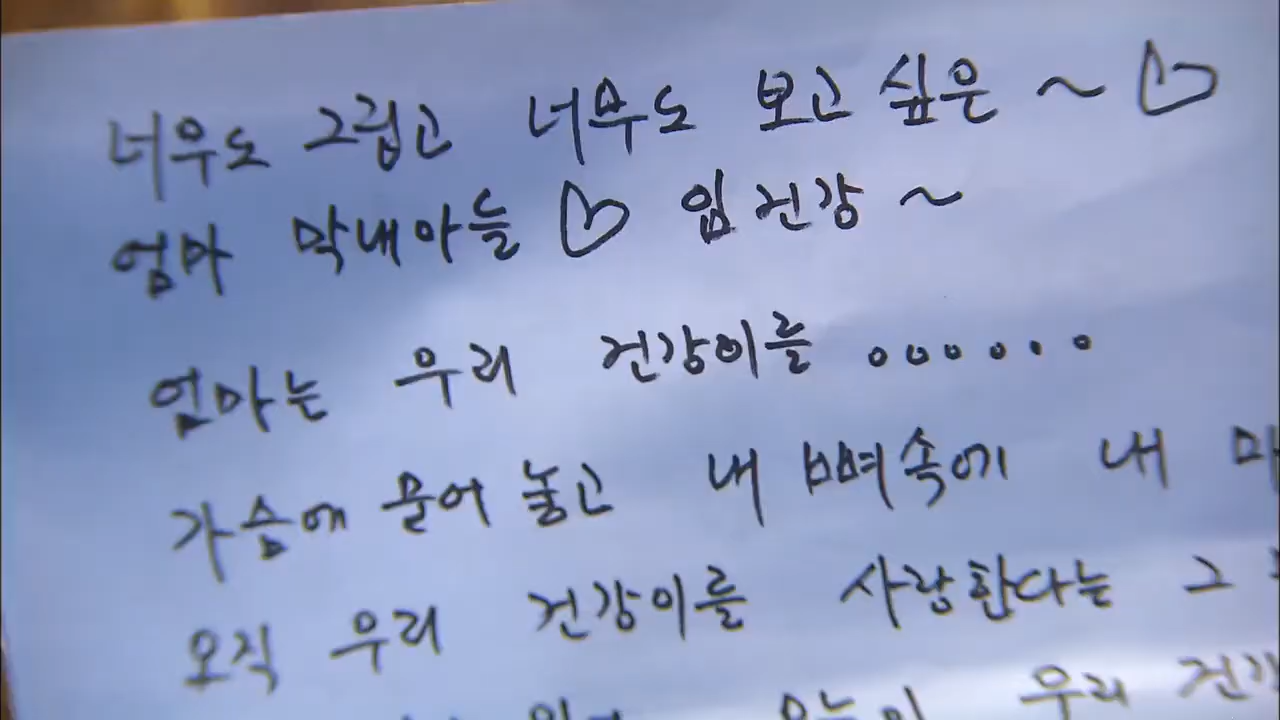 너무도 그립고 너무도 보고 싶은 ~ ♡
엄마 막내아들 ♡ 임건강 ~
엄마는 우리 건강이를 。。。。。。
가슴에 묻어 놓고 내 뼈속에 내
오직 우리 건강이를 사랑한다는 그
우리